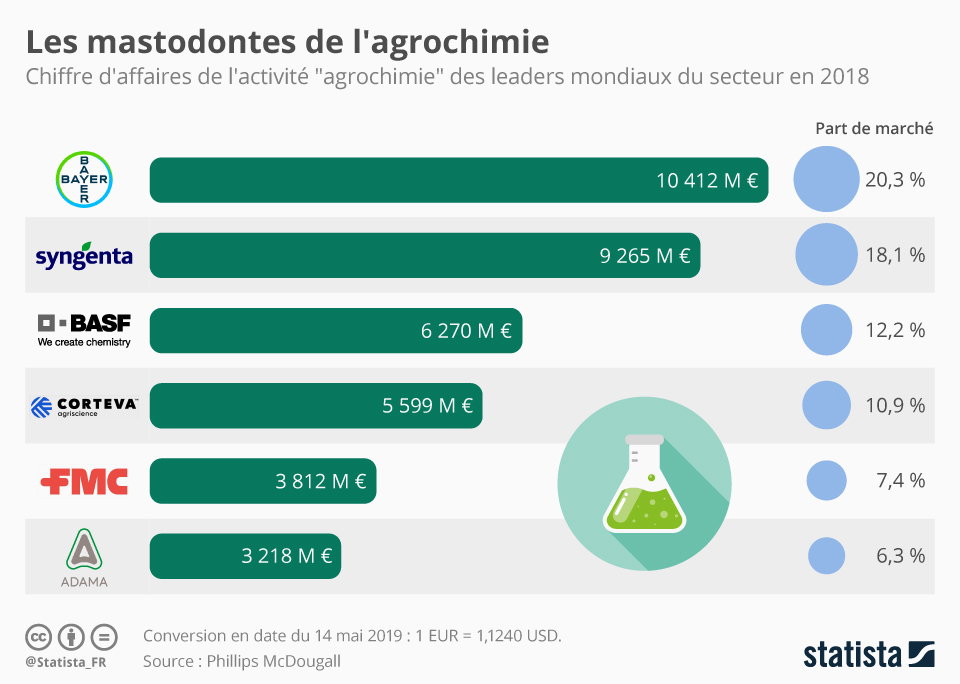 Les mastodontes de l'agrochimie
Chiffre d'affaires de l'activité "agrochimie" des leaders mondiaux du secteur en 2018
Part de marché
BAYER
BAYER
10 412 M €
20,3 %
syngenta
9 265 M €
18,1 %
BASF
We create chemistry
6 270 M €
12,2 %
CORTEVA™
agriscience
5 599 M €
10,9 %
FMC
3 812 M €
7,4 %
ADAMA
3 218 M €
6,3 %
cc
@Statista_FR
Conversion en date du 14 mai 2019 : 1 EUR = 1,1240 USD.
Source : Phillips McDougall
statista